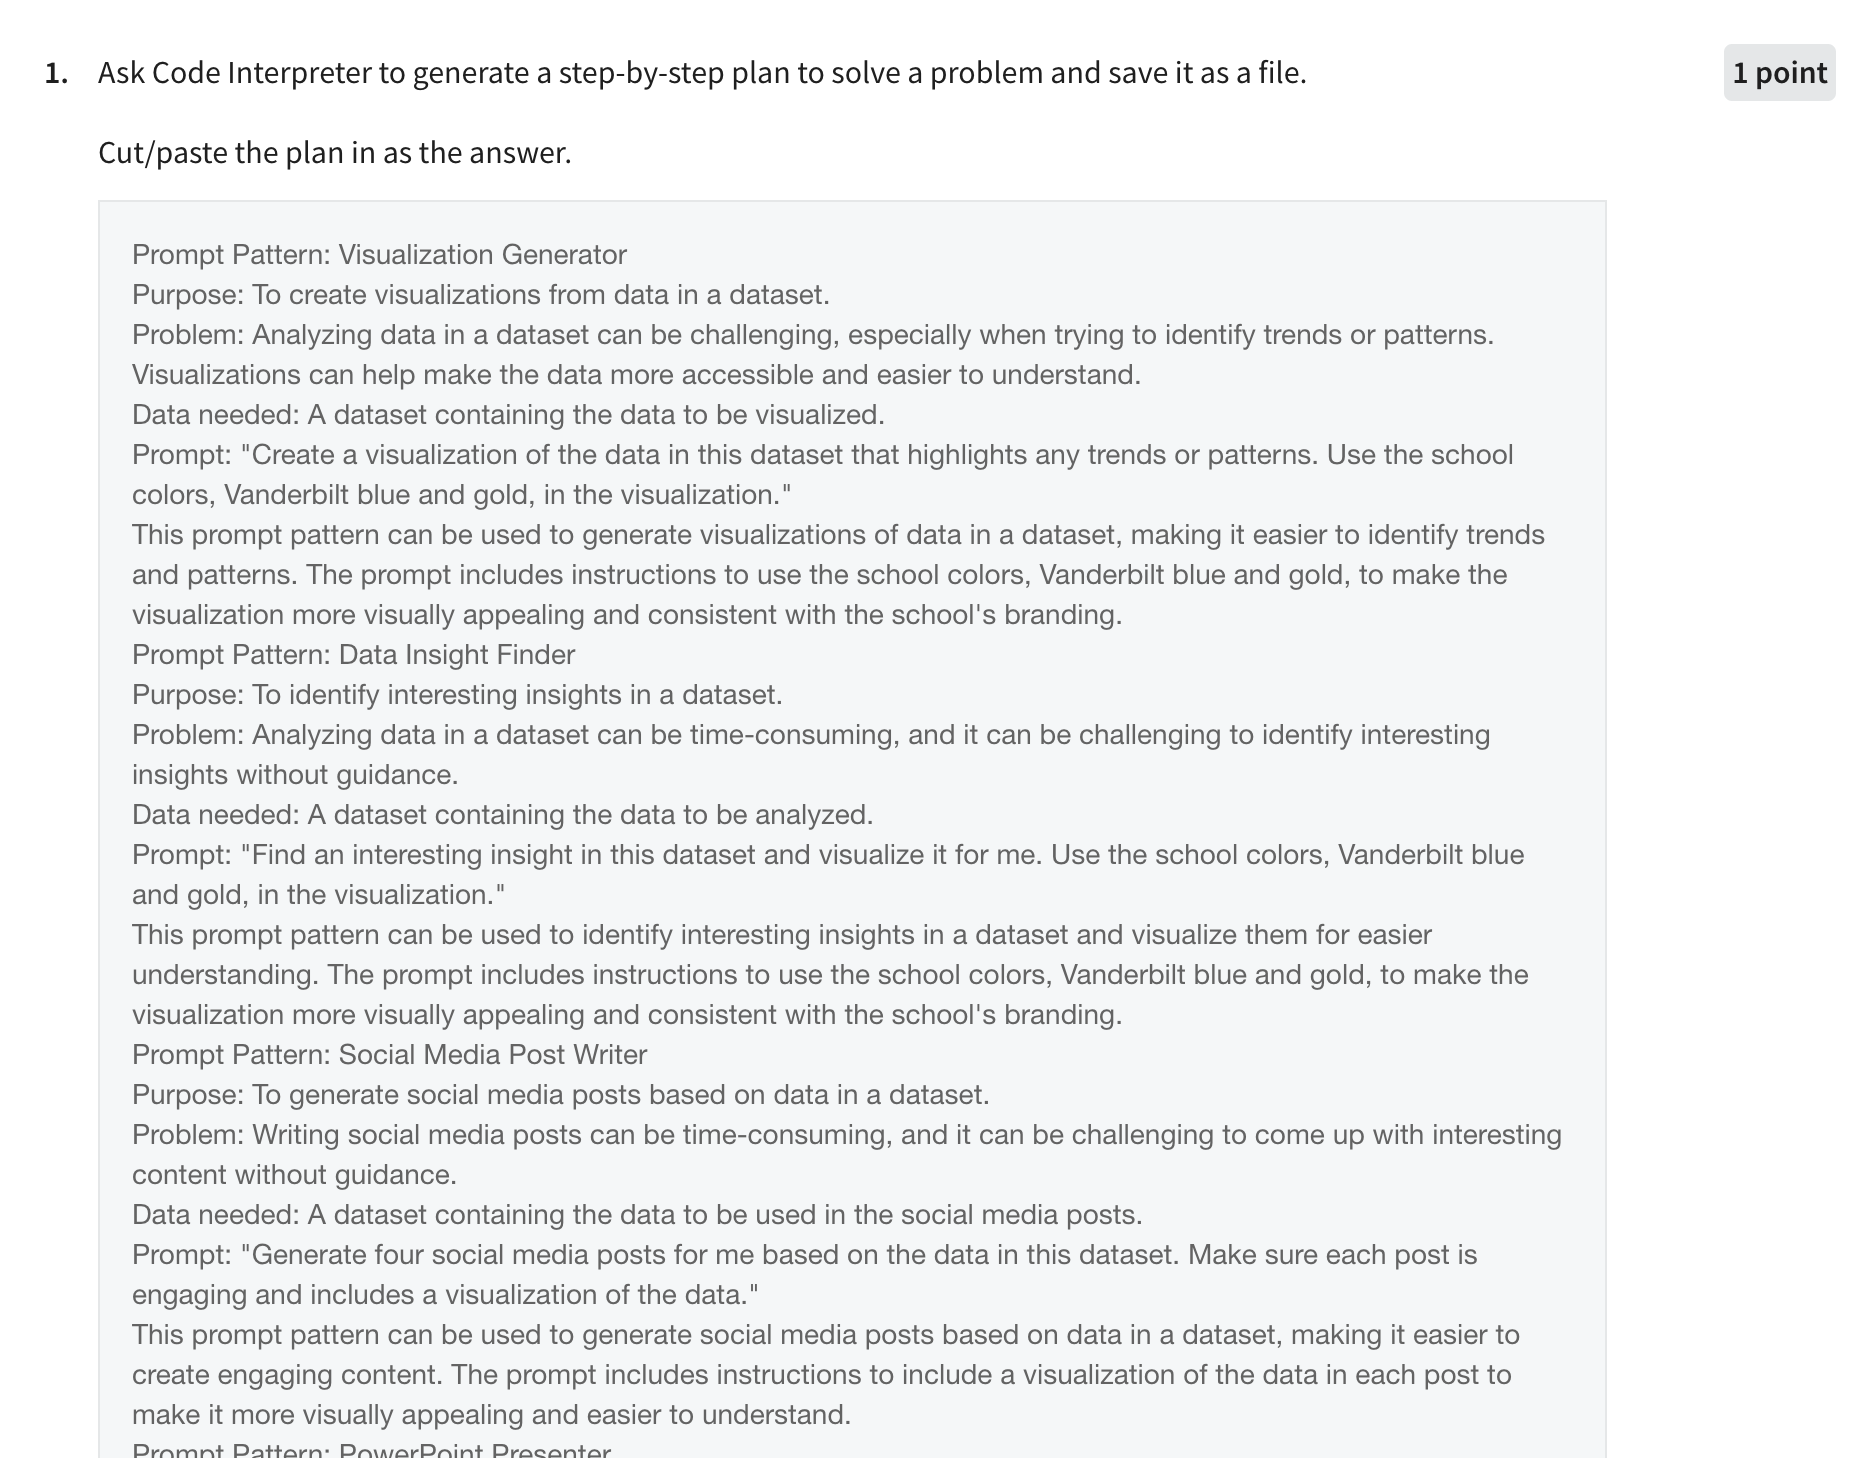 1. Ask Code Interpreter to generate a step-by-step plan to solve a problem and save it as a file.
1 point
Cut/paste the plan in as the answer.
Prompt Pattern: Visualization Generator
Purpose: To create visualizations from data in a dataset.
Problem: Analyzing data in a dataset can be challenging, especially when trying to identify trends or patterns.
Visualizations can help make the data more accessible and easier to understand.
Data needed: A dataset containing the data to be visualized.
Prompt: "Create a visualization of the data in this dataset that highlights any trends or patterns. Use the school
colors, Vanderbilt blue and gold, in the visualization."
This prompt pattern can be used to generate visualizations of data in a dataset, making it easier to identify trends
and patterns. The prompt includes instructions to use the school colors, Vanderbilt blue and gold, to make the
visualization more visually appealing and consistent with the school's branding.
Prompt Pattern: Data Insight Finder
Purpose: To identify interesting insights in a dataset.
Problem: Analyzing data in a dataset can be time-consuming, and it can be challenging to identify interesting
insights without guidance.
Data needed: A dataset containing the data to be analyzed.
Prompt: "Find an interesting insight in this dataset and visualize it for me. Use the school colors, Vanderbilt blue
and gold, in the visualization."
This prompt pattern can be used to identify interesting insights in a dataset and visualize them for easier
understanding. The prompt includes instructions to use the school colors, Vanderbilt blue and gold, to make the
visualization more visually appealing and consistent with the school's branding.
Prompt Pattern: Social Media Post Writer
Purpose: To generate social media posts based on data in a dataset.
Problem: Writing social media posts can be time-consuming, and it can be challenging to come up with interesting
content without guidance.
Data needed: A dataset containing the data to be used in the social media posts.
Prompt: "Generate four social media posts for me based on the data in this dataset. Make sure each post is
engaging and includes a visualization of the data."
This prompt pattern can be used to generate social media posts based on data in a dataset, making it easier to
create engaging content. The prompt includes instructions to include a visualization of the data in each post to
make it more visually appealing and easier to understand.
Prompt Pattern: PowerPoint Presenter